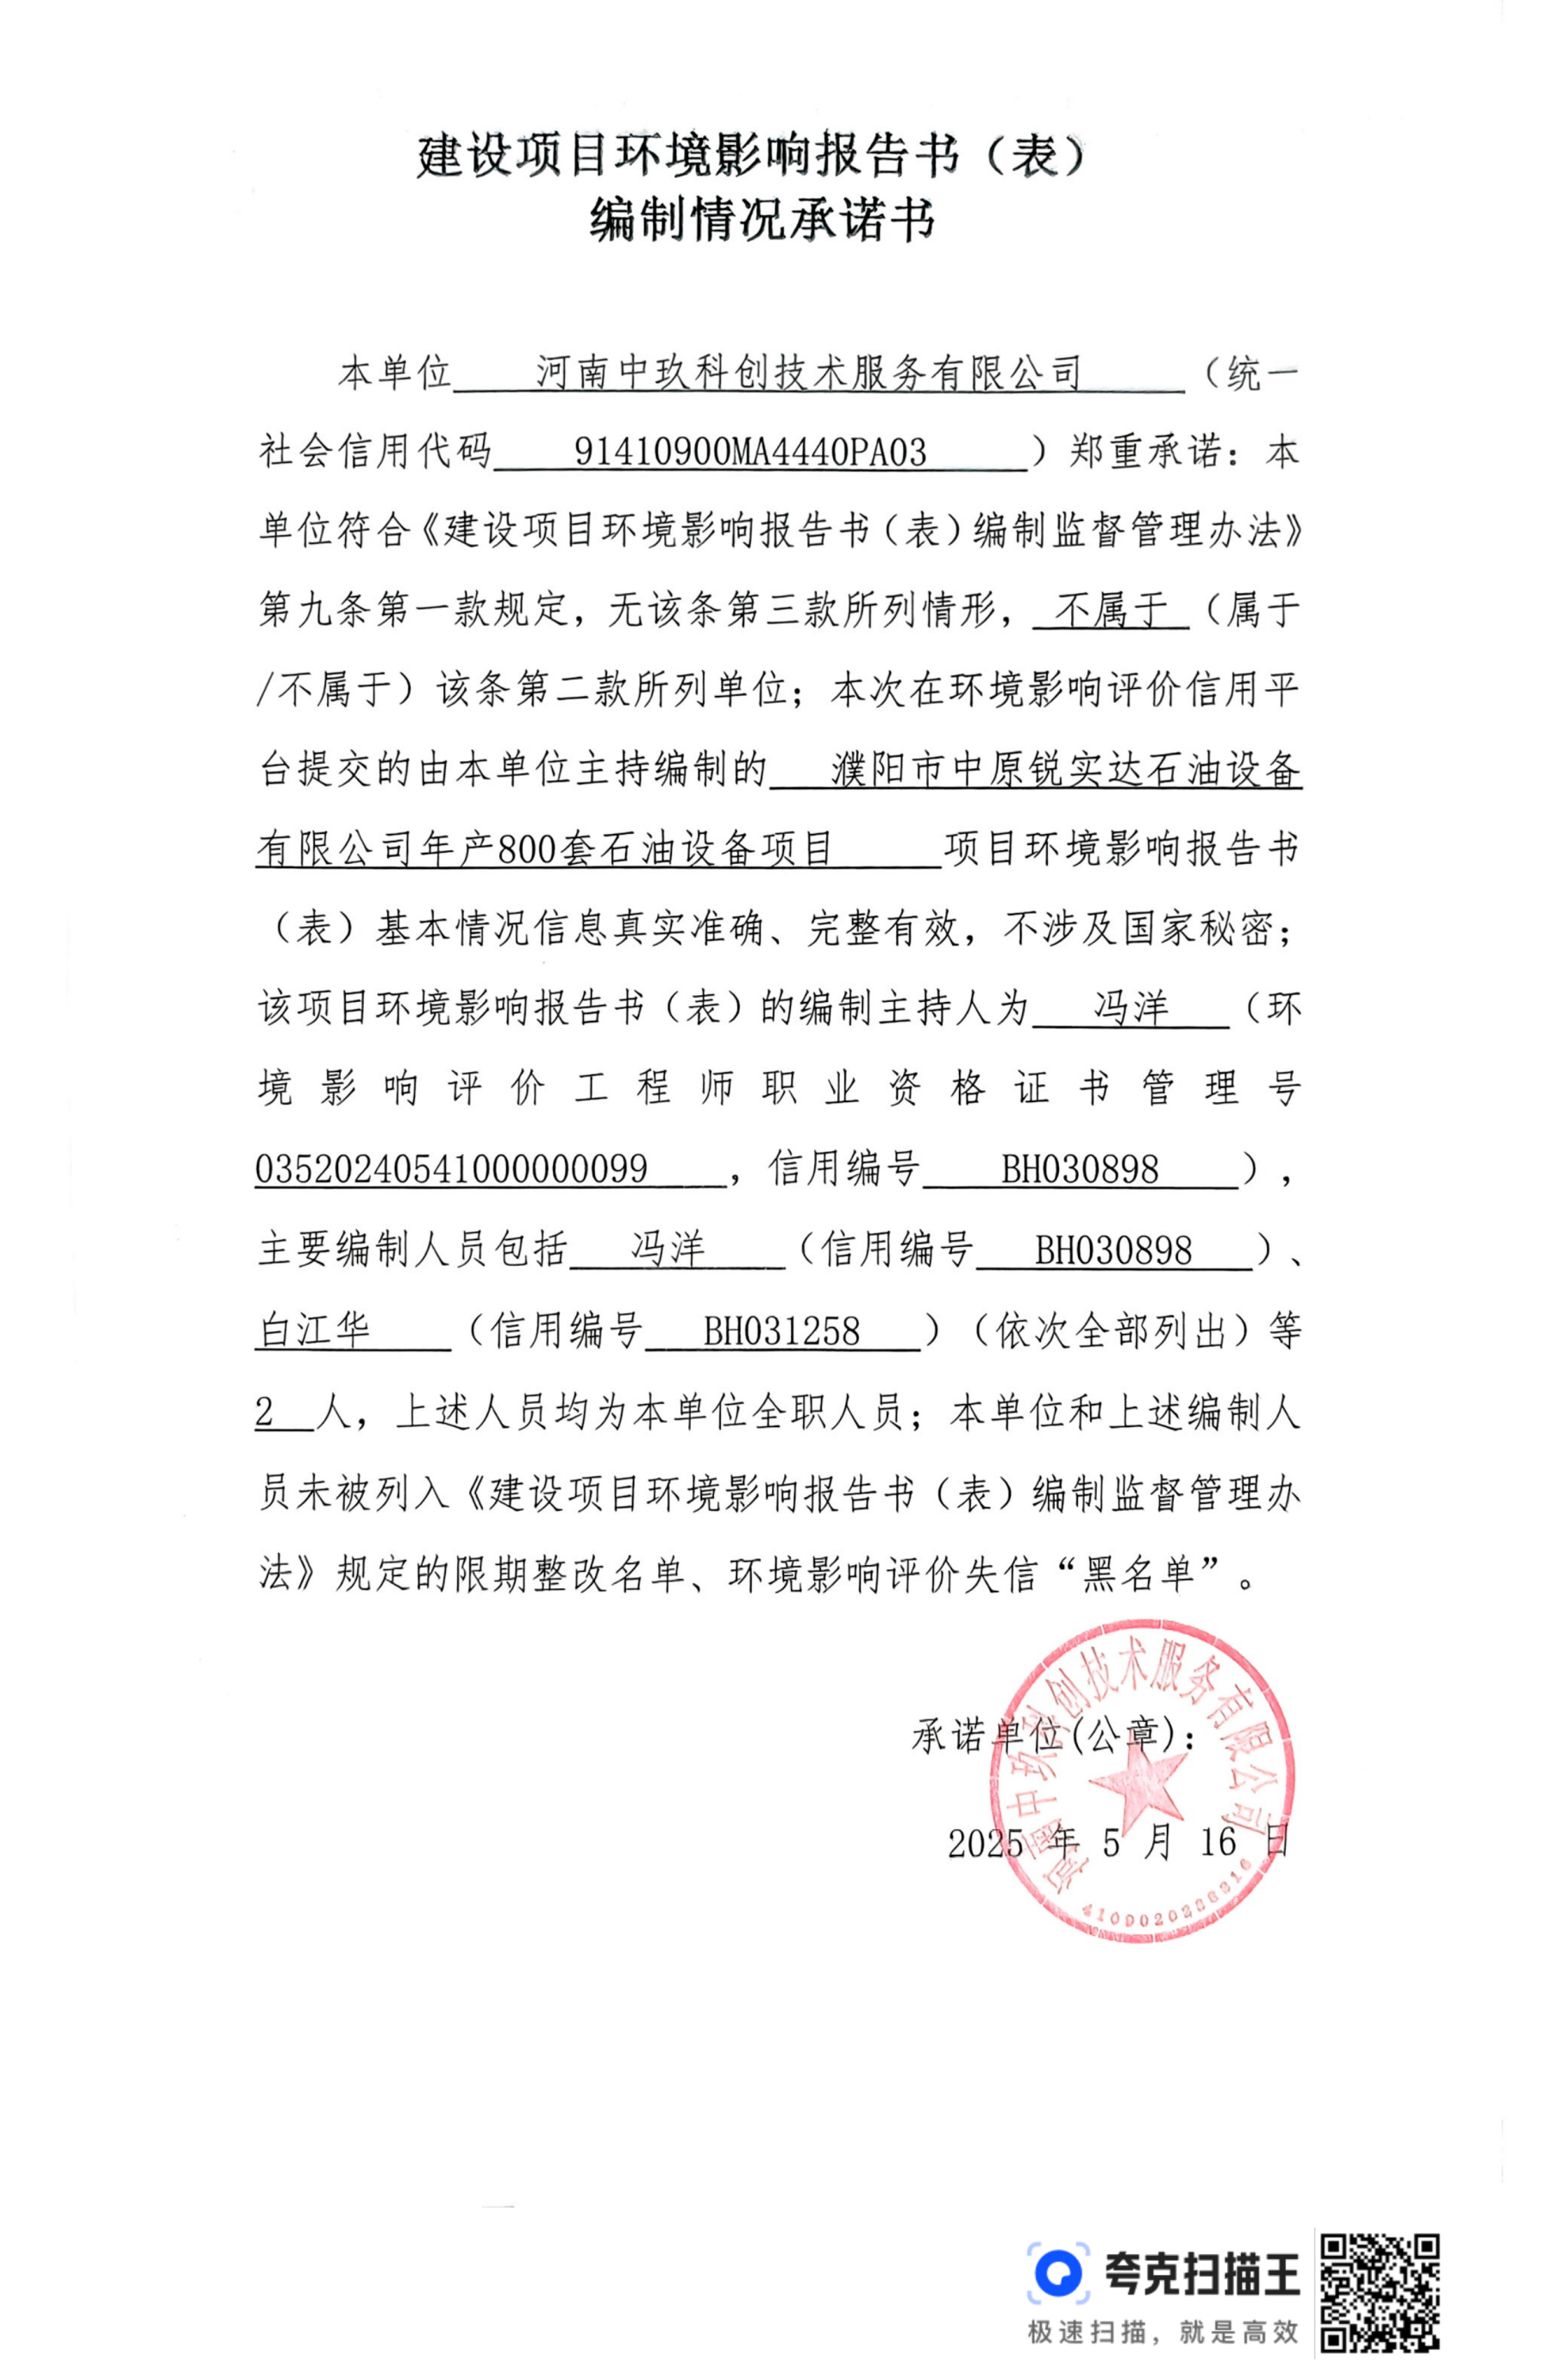 建设项目环境影响报告书（表）
编制情况承诺书
本单位 河南中玖科创技术服务有限公司 （统一
社会信用代码 91410900MA4440PA03 ）郑重承诺：本
单位符合《建设项目环境影响报告书（表）编制监督管理办法》
第九条第一款规定，无该条第三款所列情形， 不属于 （属于
/不属于）该条第二款所列单位；本次在环境影响评价信用平
台提交的由本单位主持编制的 濮阳市中原锐实达石油设备
有限公司年产800套石油设备项目 项目环境影响报告书
（表）基本情况信息真实准确、完整有效，不涉及国家秘密；
该项目环境影响报告书（表）的编制主持人为 冯洋 （环
境影响评价工程师职业资格证书管理号
03520240541000000099 ，信用编号 BH030898 ），
主要编制人员包括 冯洋 （信用编号 BH030898 ）、
白江华 （信用编号 BH031258 ）（依次全部列出）等
2 人，上述人员均为本单位全职人员；本单位和上述编制人
员未被列入《建设项目环境影响报告书（表）编制监督管理办
法》规定的限期整改名单、环境影响评价失信“黑名单”。
承诺单位(公章)：
河南中玖科创技术服务有限公司
2025 年 5 月 16 日
夸克扫描王
极速扫描，就是高效